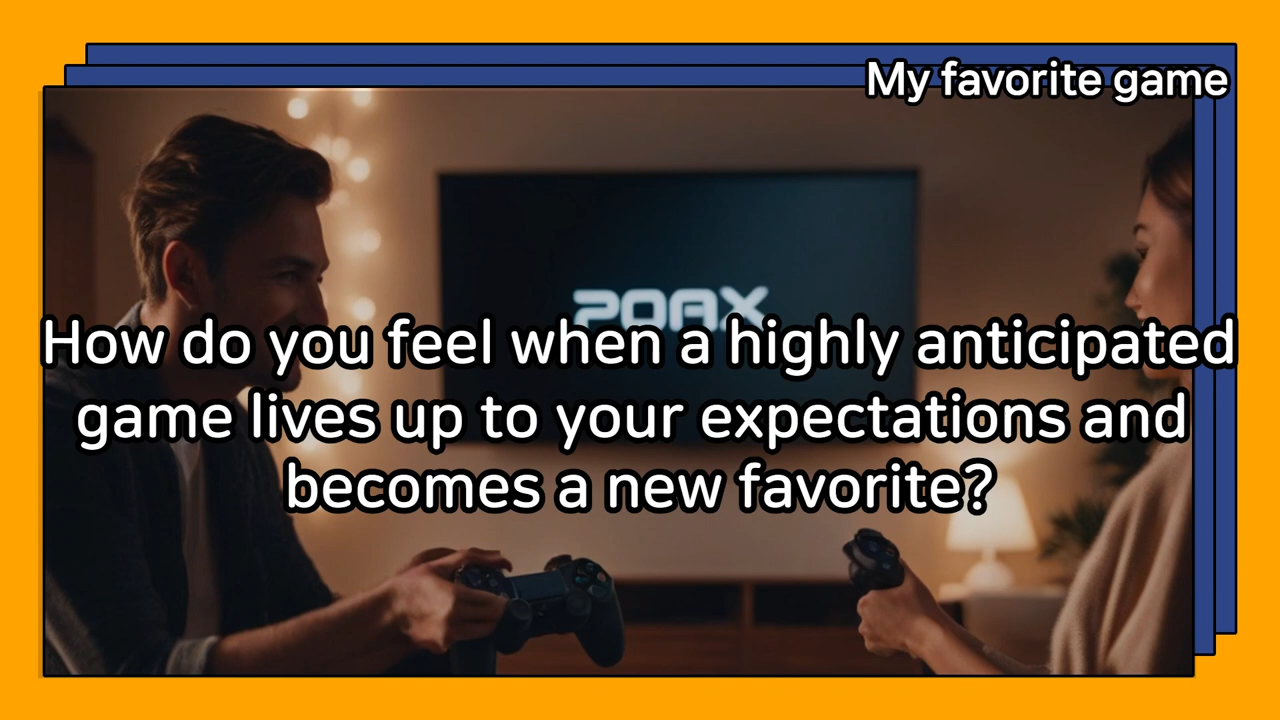 My favorite game
How do you feel when a highly anticipated
game lives up to your expectations and
becomes a new favorite?